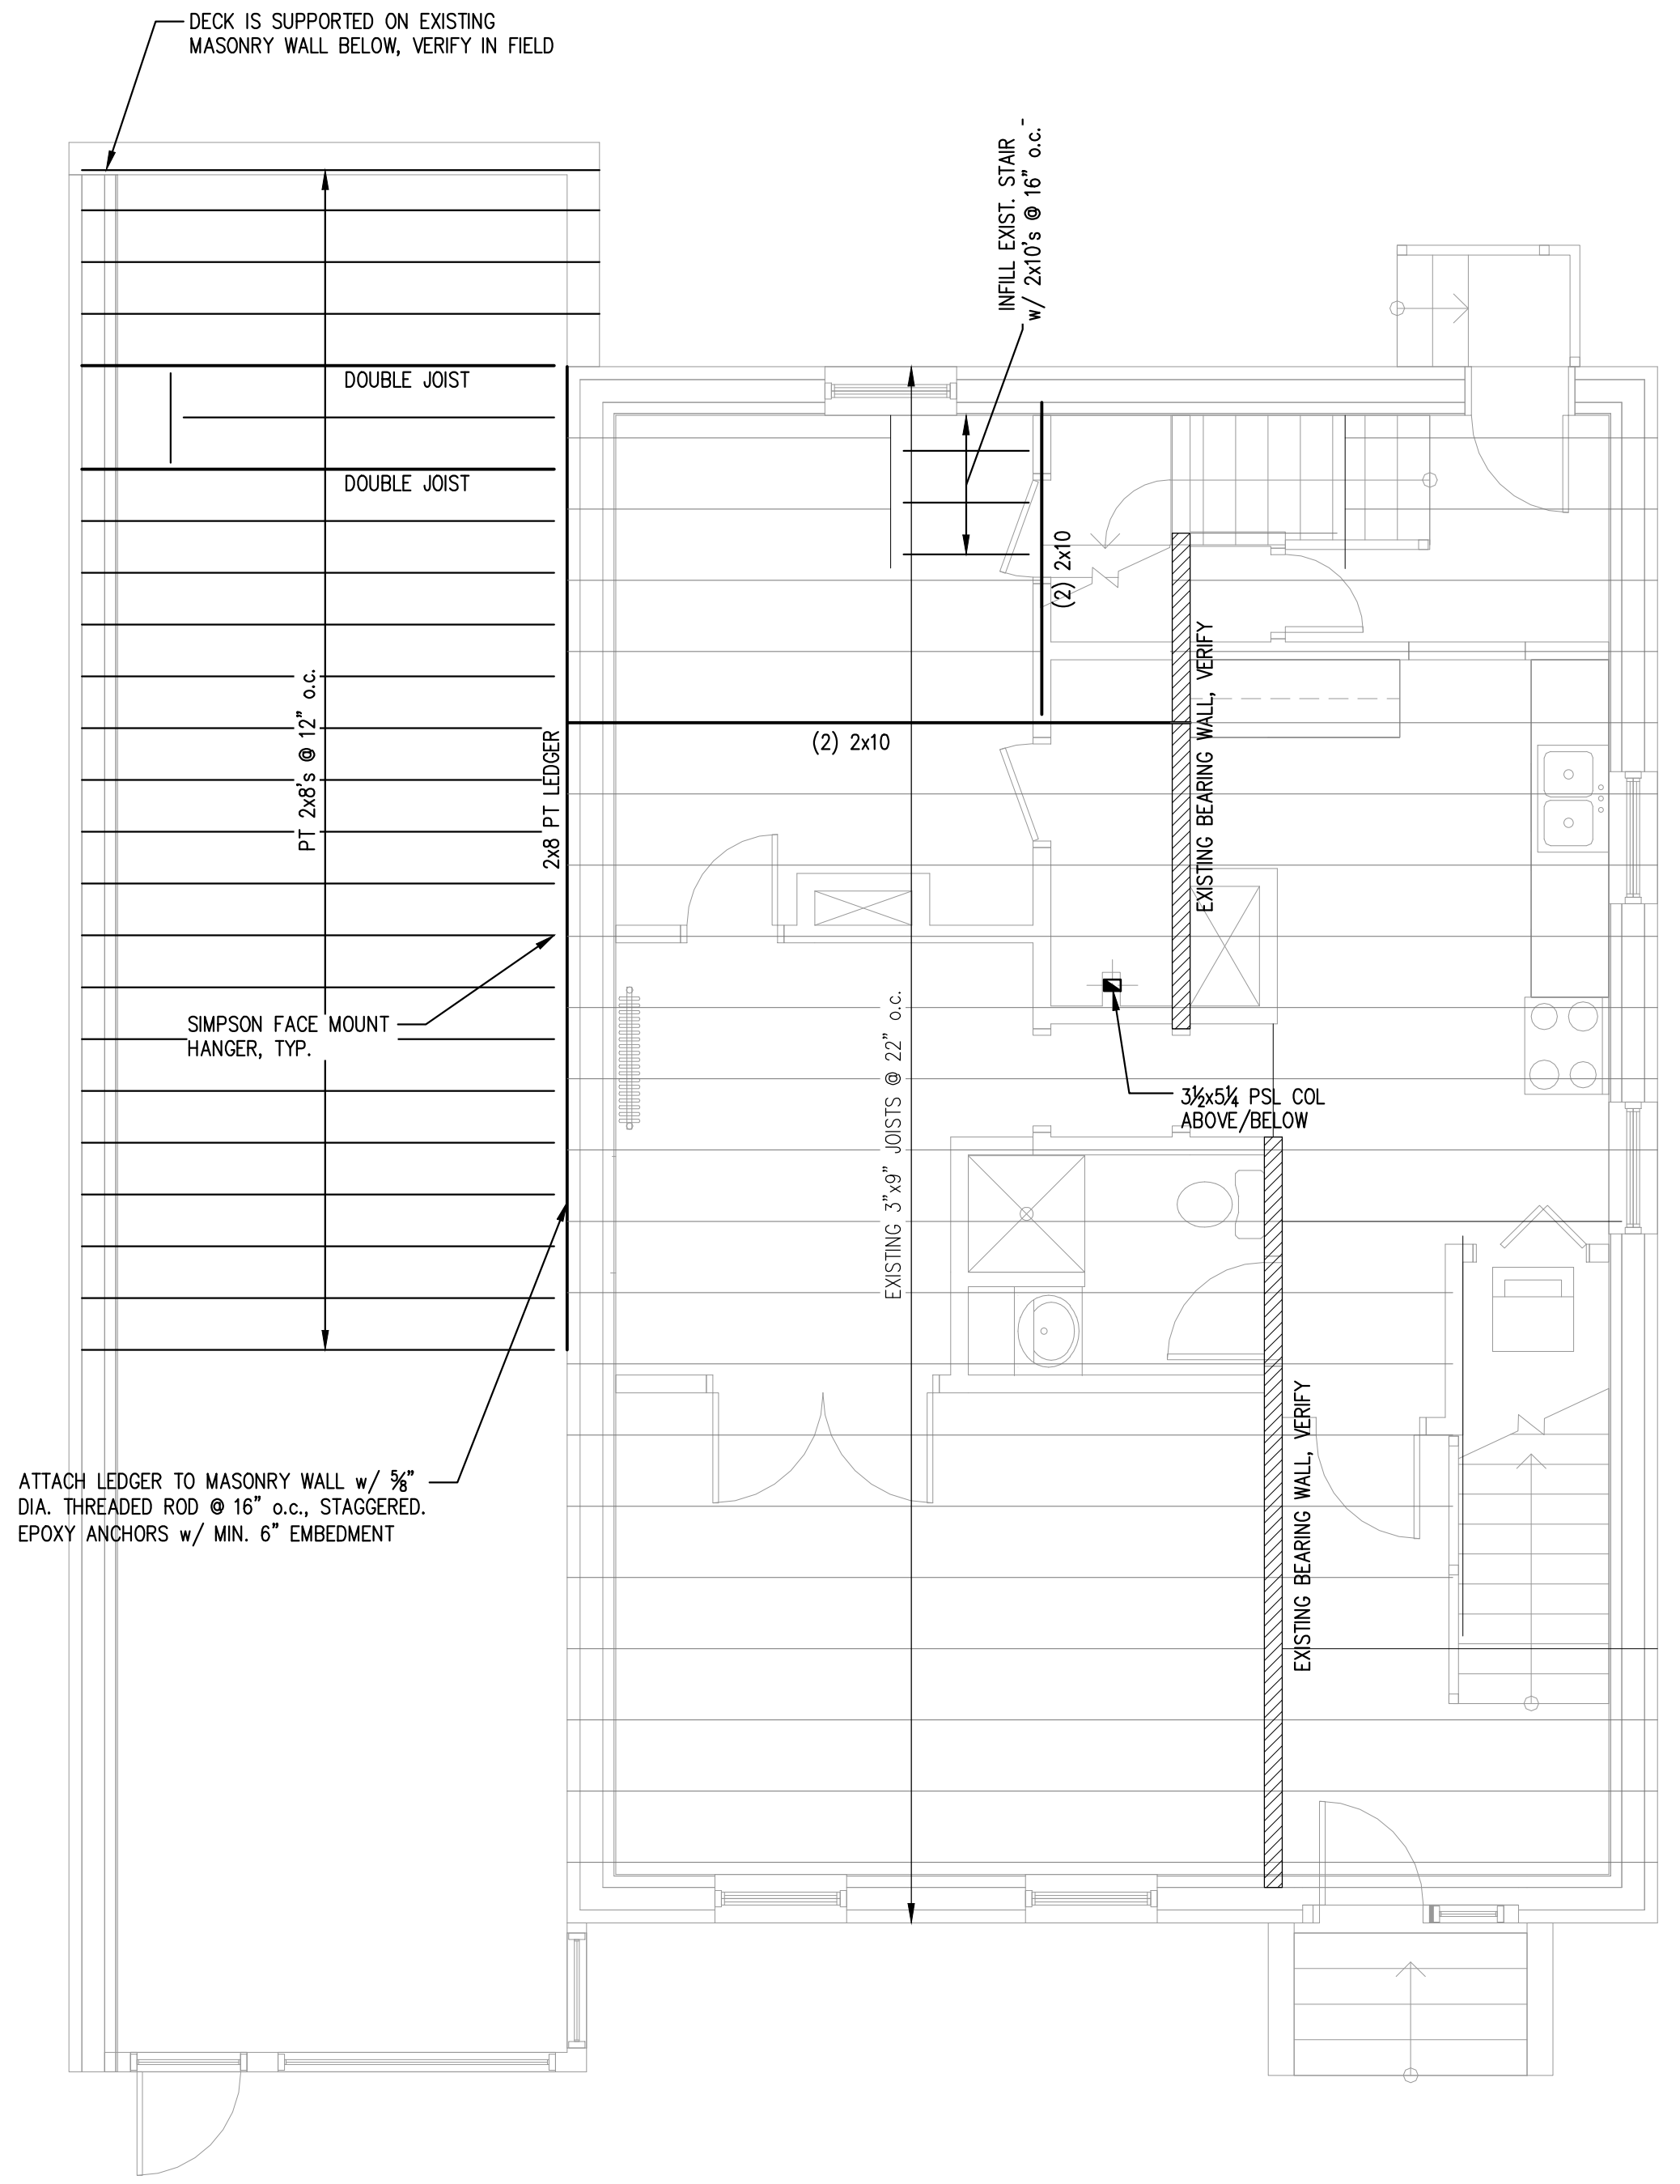 DECK IS SUPPORTED ON EXISTING
MASONRY WALL BELOW, VERIFY IN FIELD
INFILL EXIST. STAIR
w/ 2x10's @ 16" o.c.
DOUBLE JOIST
DOUBLE JOIST
(2) 2x10
PT 2x8's @ 12" o.c.
2x8 PT LEDGER
(2) 2x10
EXISTING BEARING WALL, VERIFY
SIMPSON FACE MOUNT
HANGER, TYP.
EXISTING 3"x9" JOISTS @ 22" o.c.
3½x5¼ PSL COL
ABOVE/BELOW
ATTACH LEDGER TO MASONRY WALL w/ ⅝"
DIA. THREADED ROD @ 16" o.c., STAGGERED.
EPOXY ANCHORS w/ MIN. 6" EMBEDMENT
EXISTING BEARING WALL, VERIFY